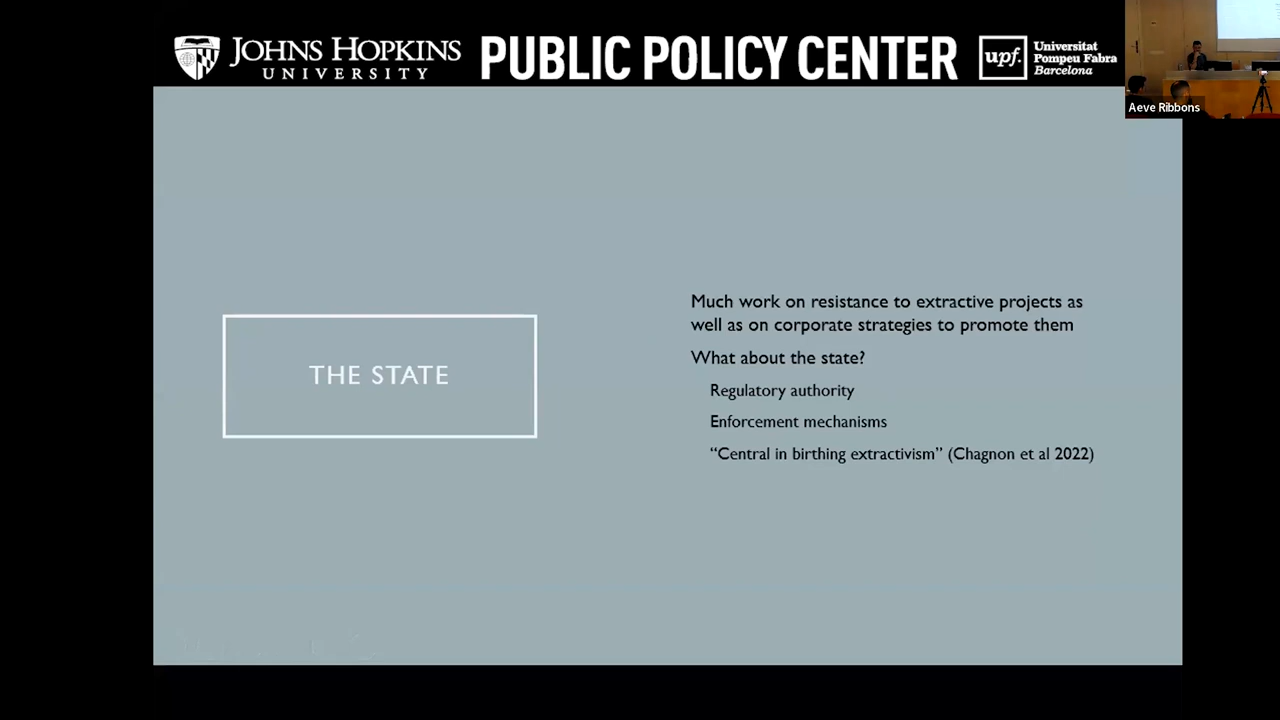 JOHNS HOPKINS
UNIVERSITY
PUBLIC POLICY CENTER
upf.
Universitat
Pompeu Fabra
Barcelona
Aeve Ribbons
THE STATE
Much work on resistance to extractive projects as
well as on corporate strategies to promote them
What about the state?
Regulatory authority
Enforcement mechanisms
“Central in birthing extractivism” (Chagnon et al 2022)